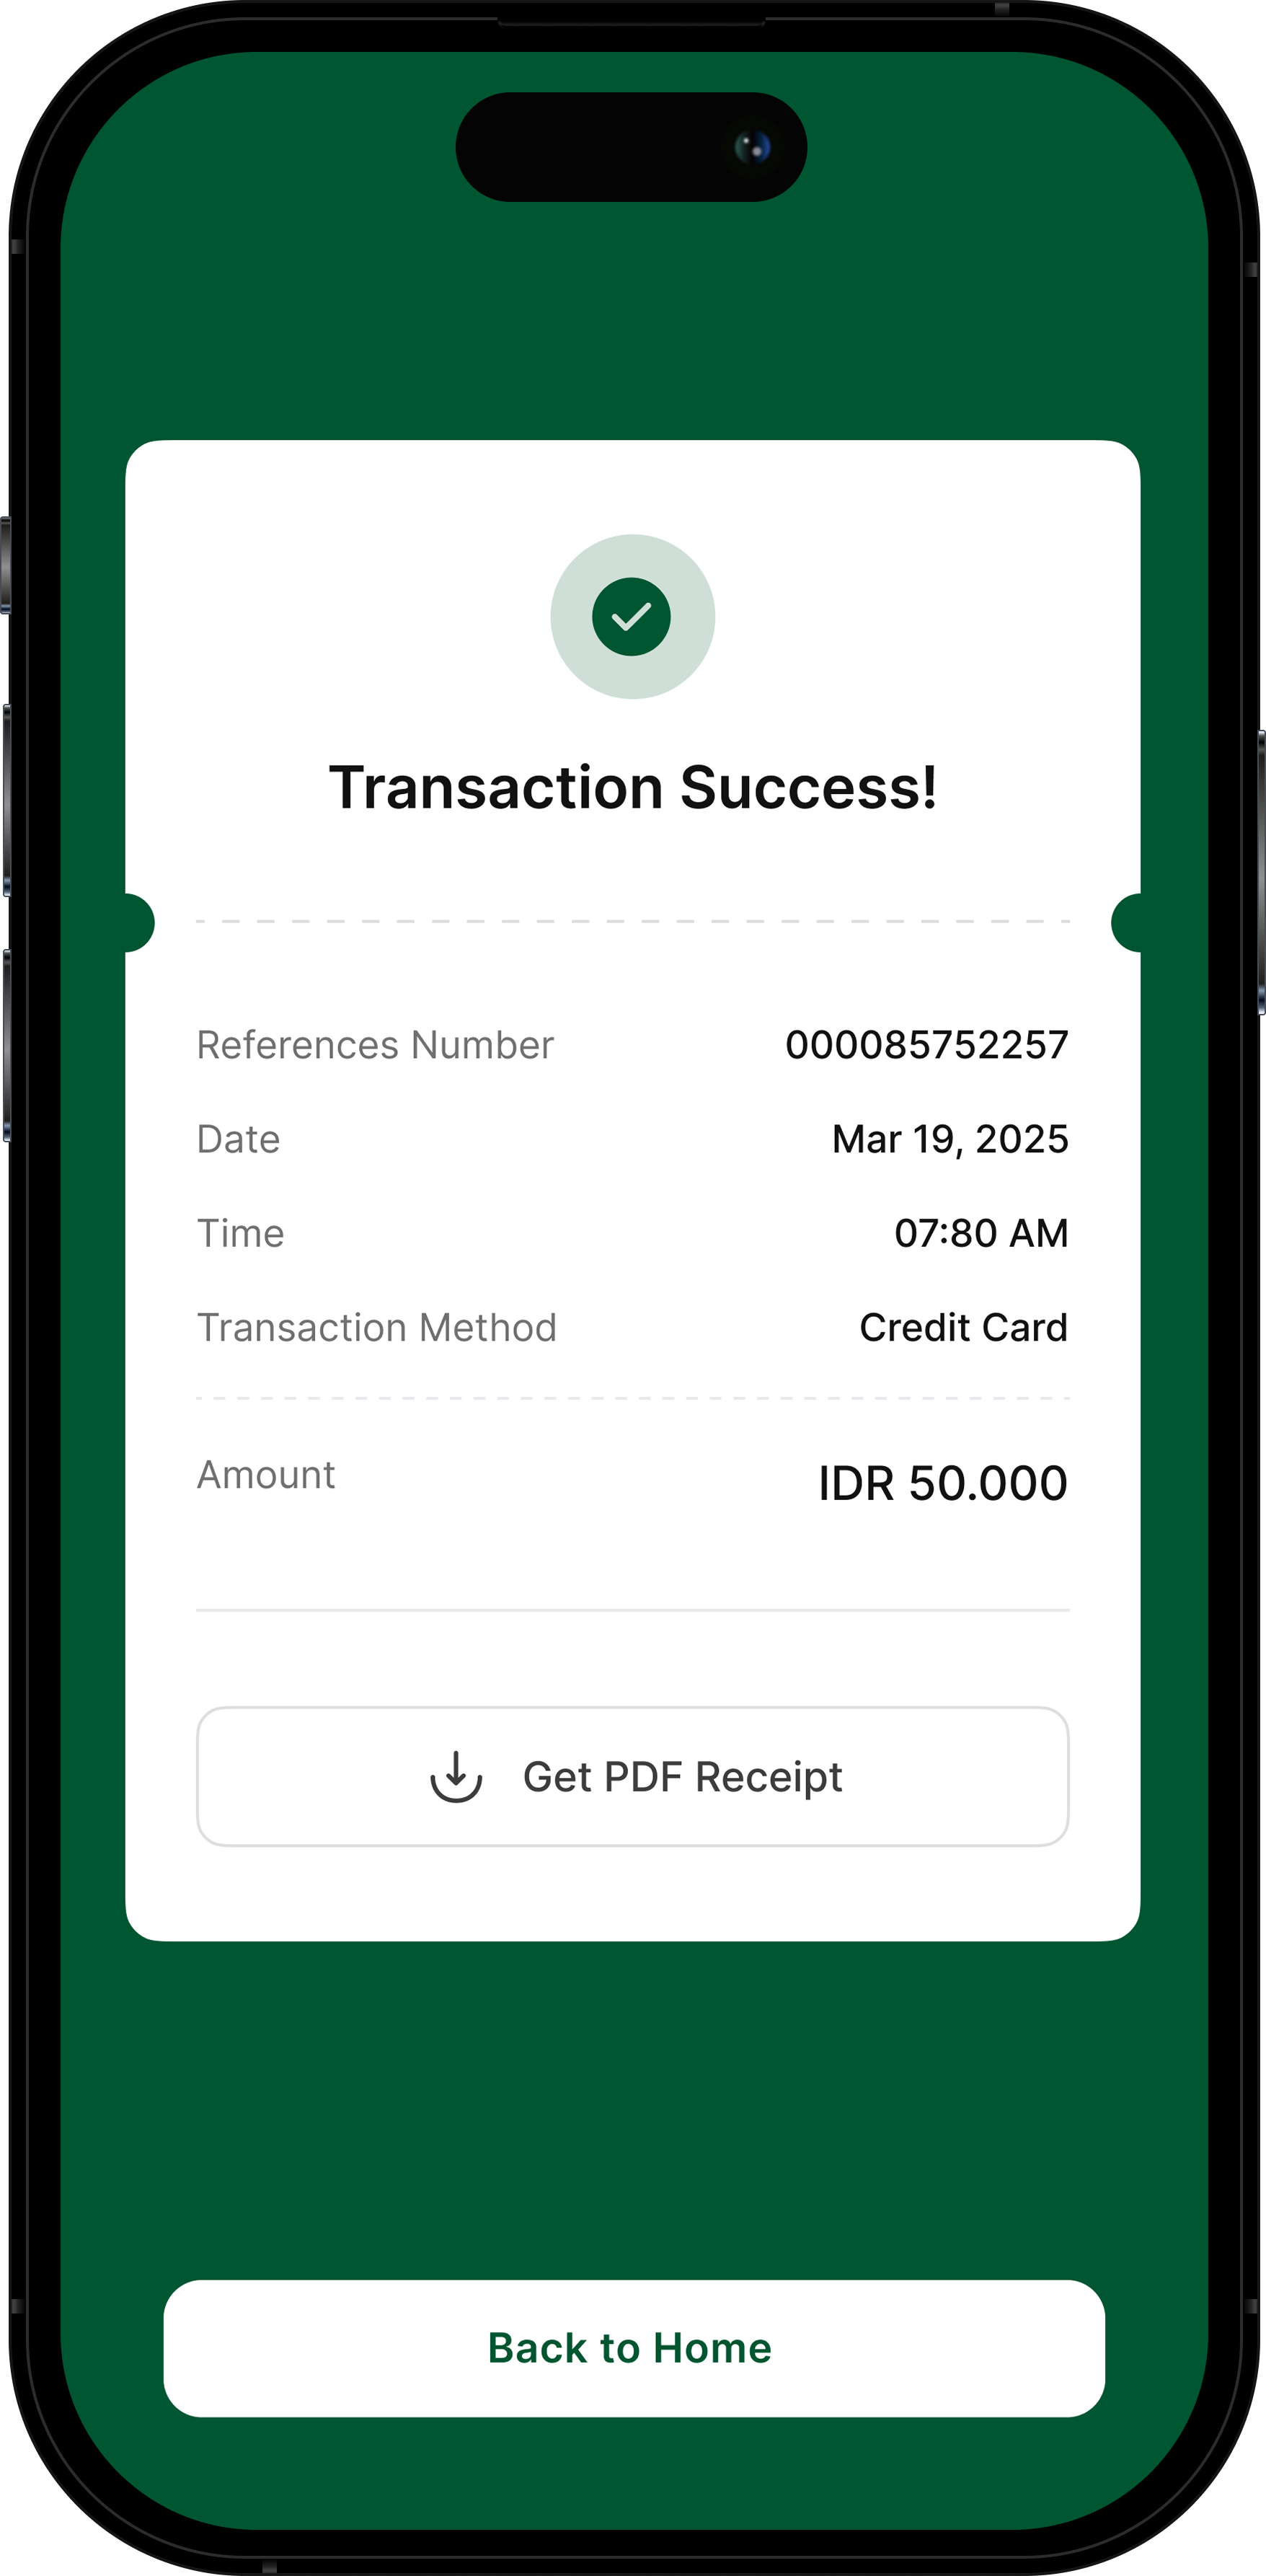 Transaction Success!
References Number 000085752257
Date Mar 19, 2025
Time 07:80 AM
Transaction Method Credit Card
Amount IDR 50.000
Get PDF Receipt
Back to Home